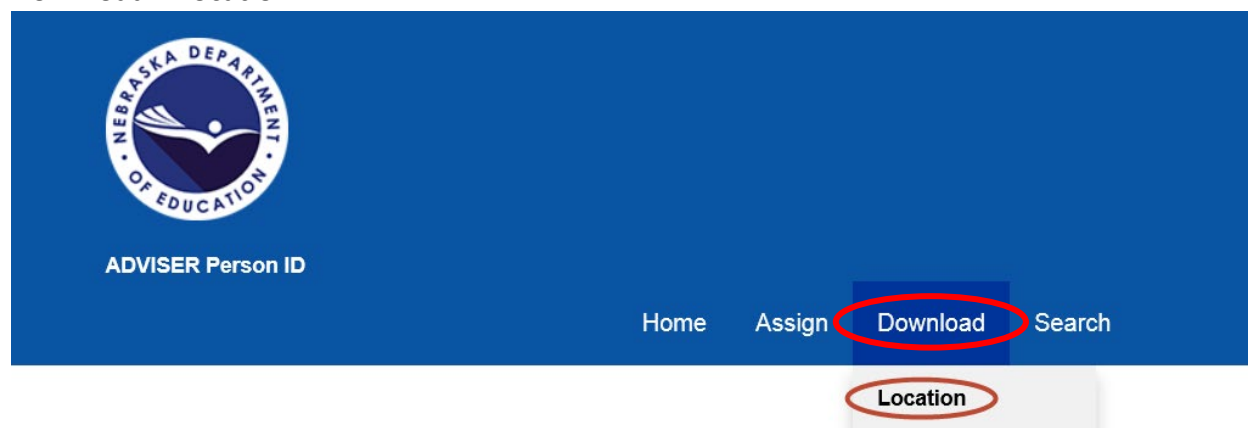 NEBRASKA DEPARTMENT
OF EDUCATION
ADVISER Person ID
Home Assign Download Search
Location